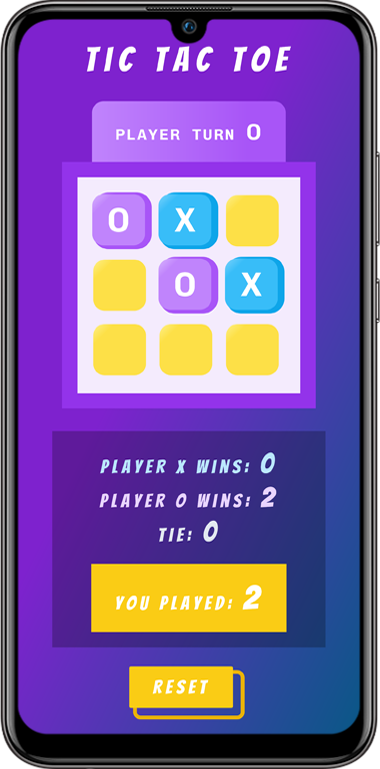 TIC TAC TOE
PLAYER TURN O
O X
O X
PLAYER X WINS: 0
PLAYER O WINS: 2
TIE: 0
YOU PLAYED: 2
RESET